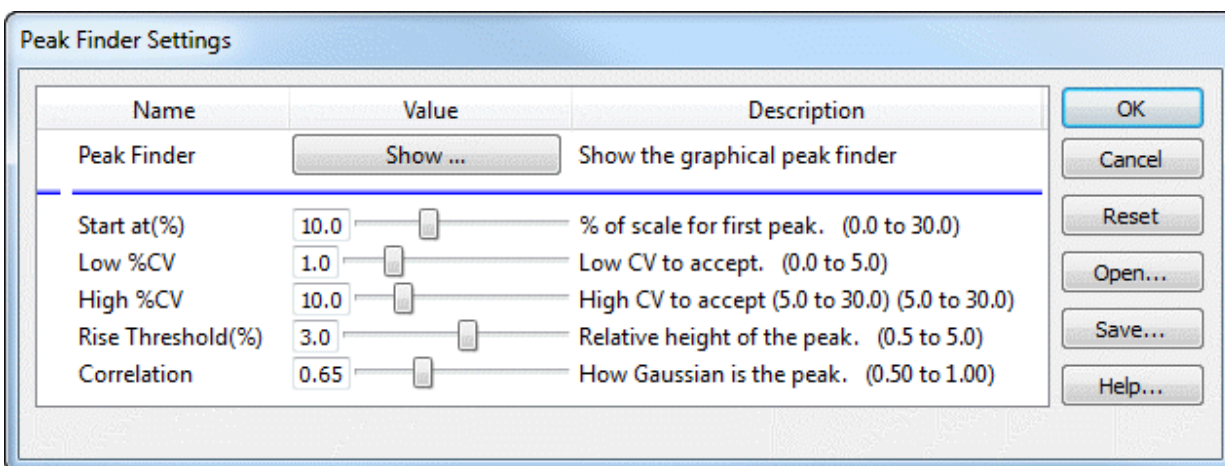 Peak Finder Settings
Name Value Description
Peak Finder Show ... Show the graphical peak finder
Start at(%) 10.0 % of scale for first peak. (0.0 to 30.0)
Low %CV 1.0 Low CV to accept. (0.0 to 5.0)
High %CV 10.0 High CV to accept (5.0 to 30.0) (5.0 to 30.0)
Rise Threshold(%) 3.0 Relative height of the peak. (0.5 to 5.0)
Correlation 0.65 How Gaussian is the peak. (0.50 to 1.00)
OK
Cancel
Reset
Open...
Save...
Help...